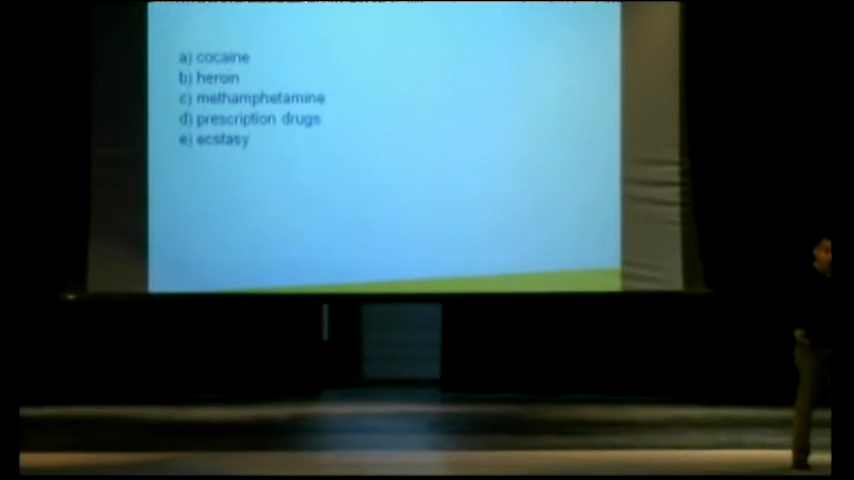 a) cocaine
b) heroin
c) methamphetamine
d) prescription drugs
e) ecstasy